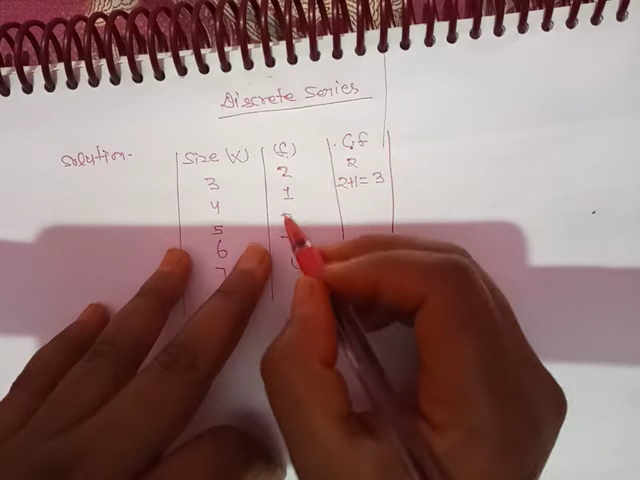 Discrete Series
Solution- Size (X) (f) C.f
3 2 2
4 1 2+1=3
5
6
7